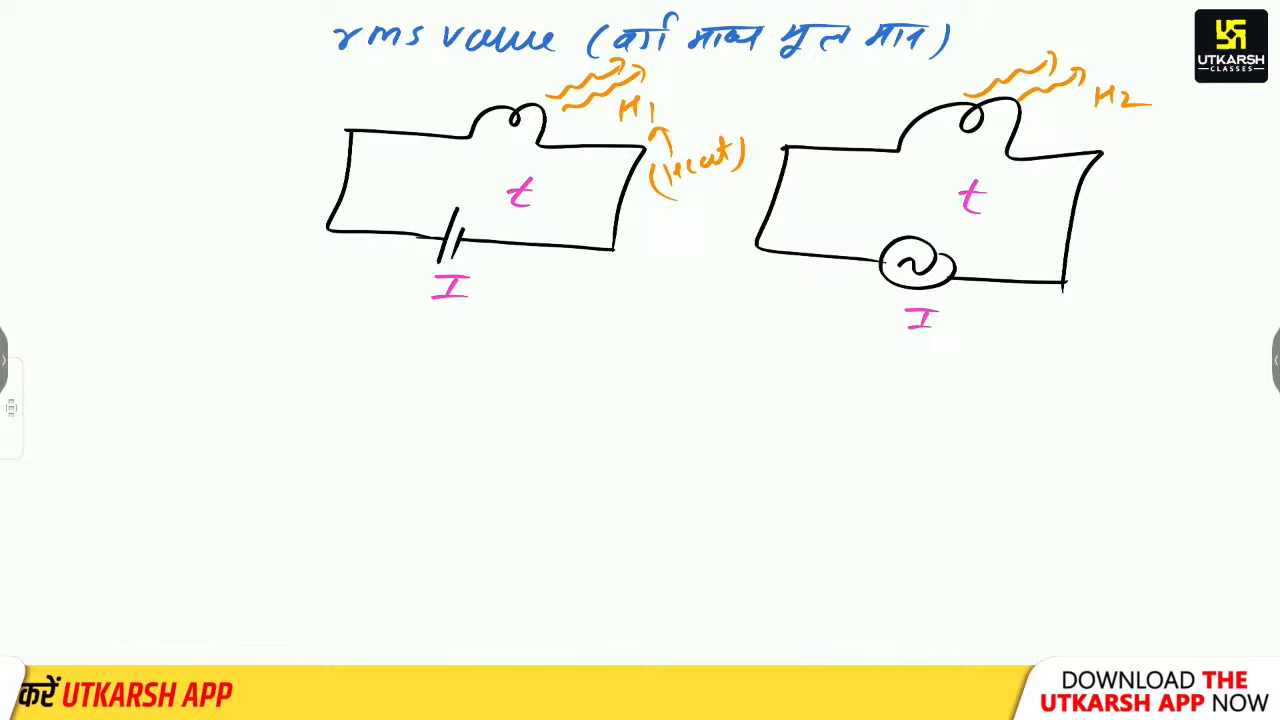 rms value (वर्ग माध्य मूल मान)
UTKARSH
CLASSES
H1
(Heat)
t
I
H2
t
I
करें UTKARSH APP
DOWNLOAD THE
UTKARSH APP NOW